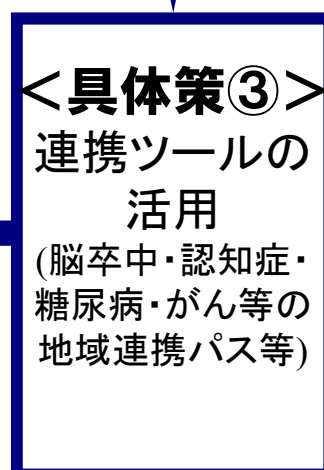 ＜具体策③＞
連携ツールの
活用
(脳卒中・認知症・
糖尿病・がん等の
地域連携パス等)